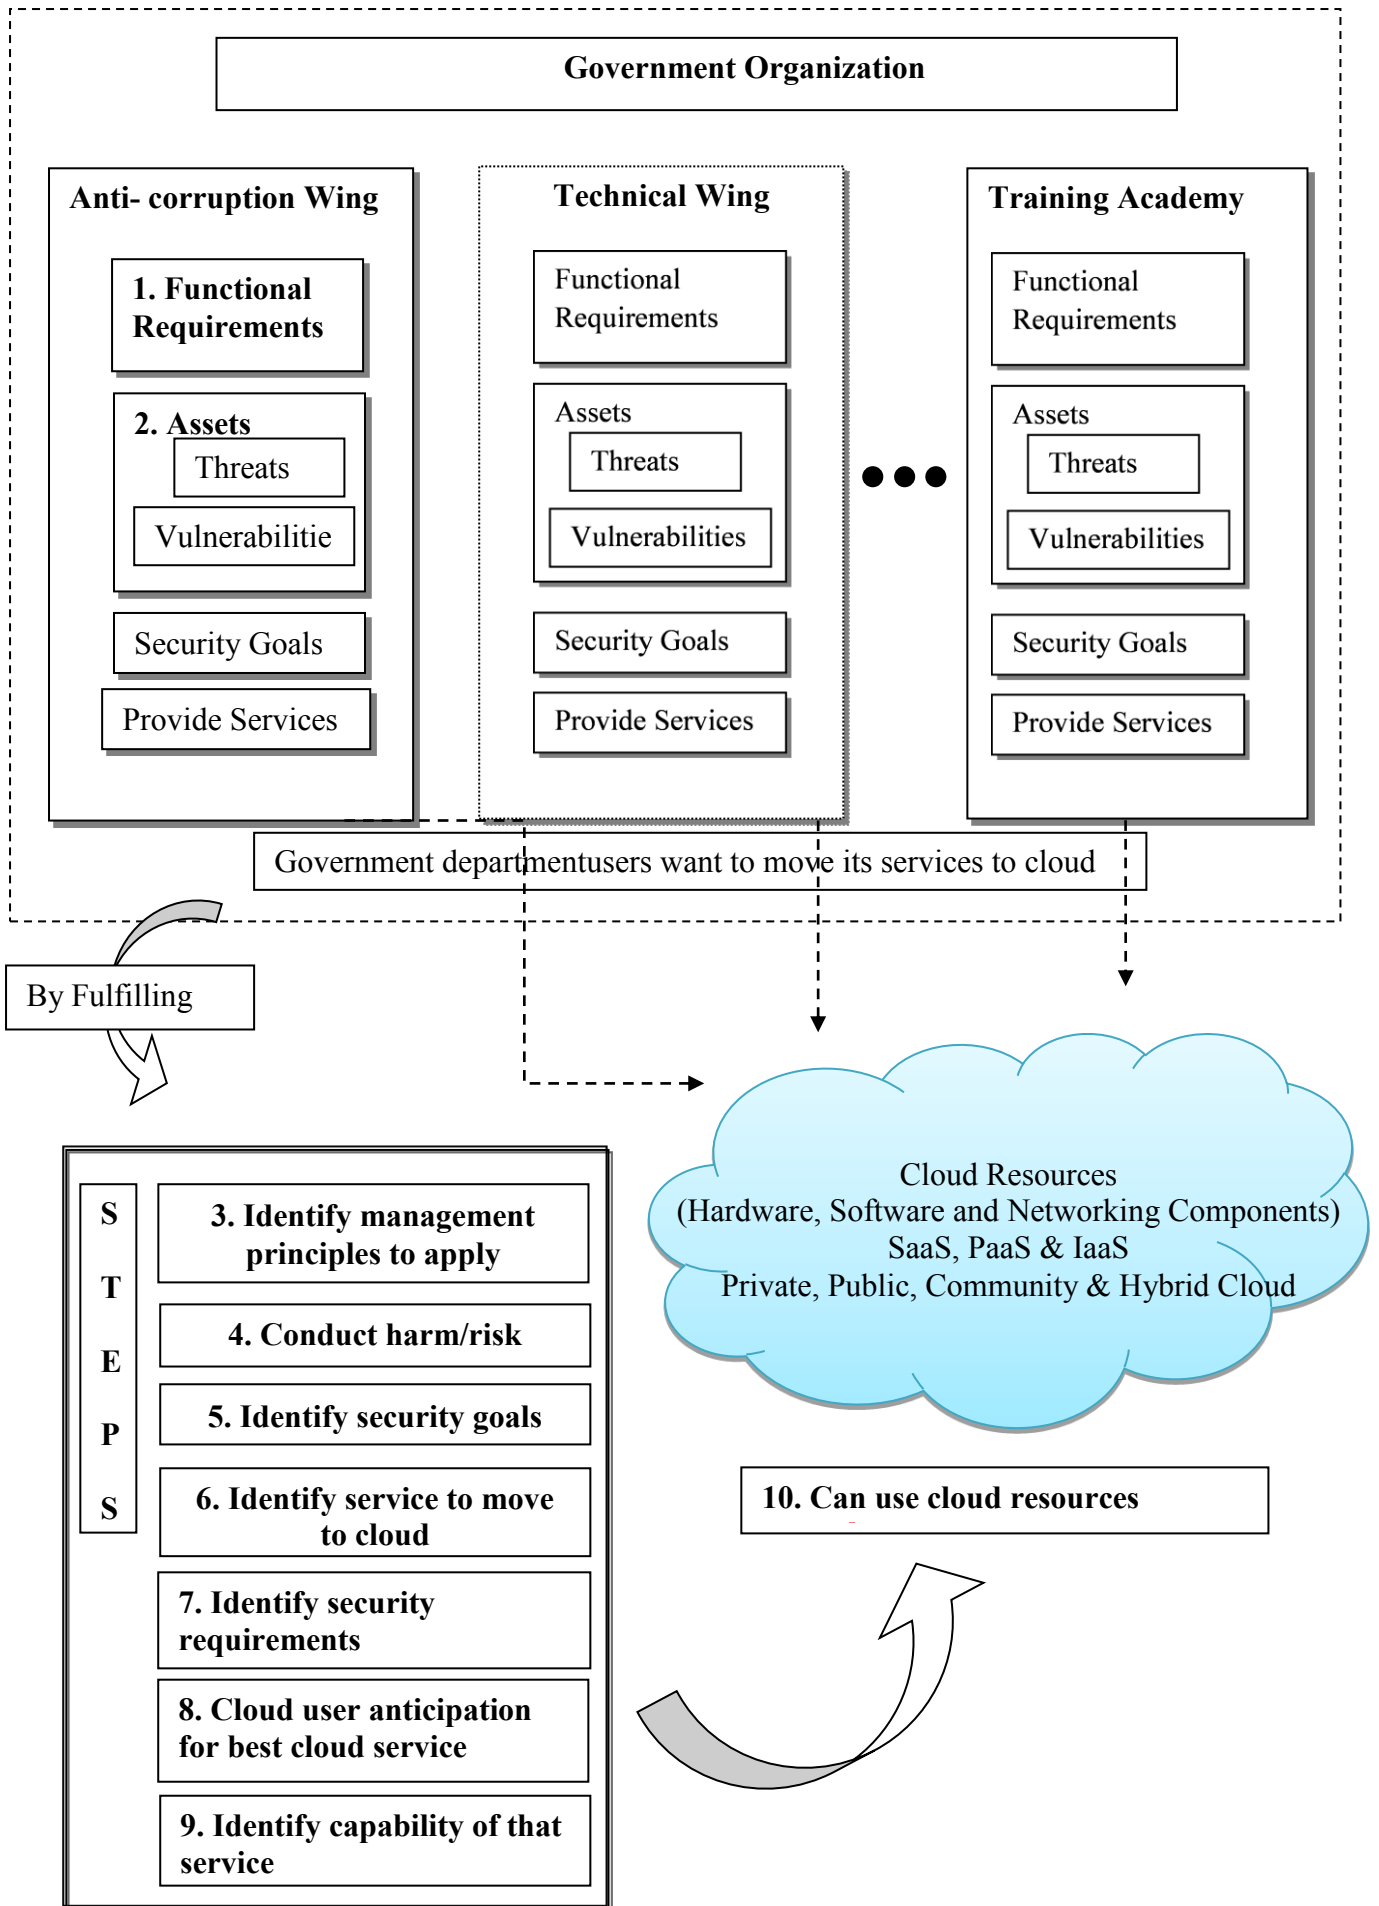 Government Organization
Anti- corruption Wing
1. Functional
Requirements
2. Assets
Threats
Vulnerabilitie
Security Goals
Provide Services
Technical Wing
Functional
Requirements
Assets
Threats
Vulnerabilities
Security Goals
Provide Services
Training Academy
Functional
Requirements
Assets
Threats
Vulnerabilities
Security Goals
Provide Services
Government departmentusers want to move its services to cloud
By Fulfilling
S
T
E
P
S
3. Identify management
principles to apply
4. Conduct harm/risk
5. Identify security goals
6. Identify service to move
to cloud
7. Identify security
requirements
8. Cloud user anticipation
for best cloud service
9. Identify capability of that
service
Cloud Resources
(Hardware, Software and Networking Components)
SaaS, PaaS & IaaS
Private, Public, Community & Hybrid Cloud
10. Can use cloud resources